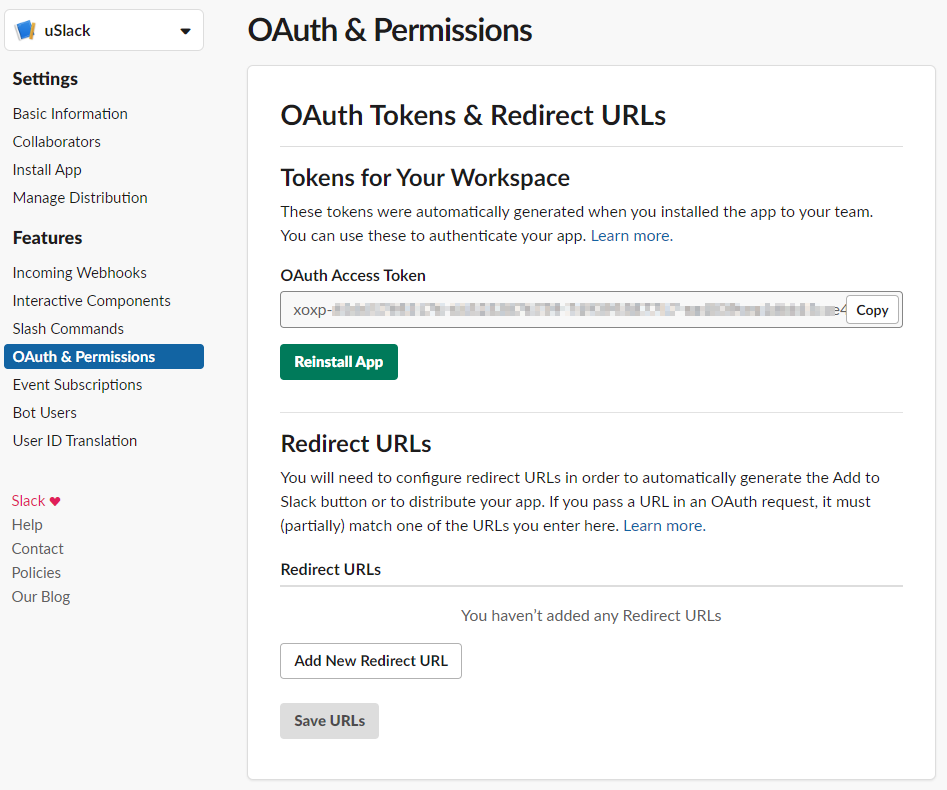 uSlack
OAuth & Permissions
Settings
Basic Information
Collaborators
Install App
Manage Distribution
Features
Incoming Webhooks
Interactive Components
Slash Commands
OAuth & Permissions
Event Subscriptions
Bot Users
User ID Translation
Slack
Help
Contact
Policies
Our Blog
OAuth Tokens & Redirect URLs
Tokens for Your Workspace
These tokens were automatically generated when you installed the app to your team.
You can use these to authenticate your app. Learn more.
OAuth Access Token
xoxp-
Copy
Reinstall App
Redirect URLs
You will need to configure redirect URLs in order to automatically generate the Add to
Slack button or to distribute your app. If you pass a URL in an OAuth request, it must
(partially) match one of the URLs you enter here. Learn more.
Redirect URLs
You haven’t added any Redirect URLs
Add New Redirect URL
Save URLs